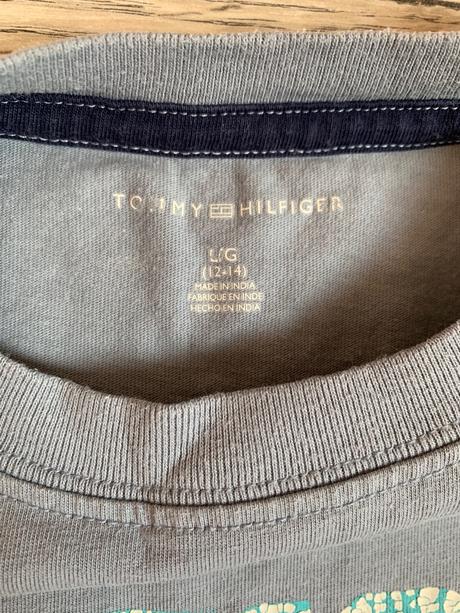 TOMMY HILFIGER
L/G
(12-14)
MADE IN INDIA
FABRIQUE EN INDE
HECHO EN INDIA